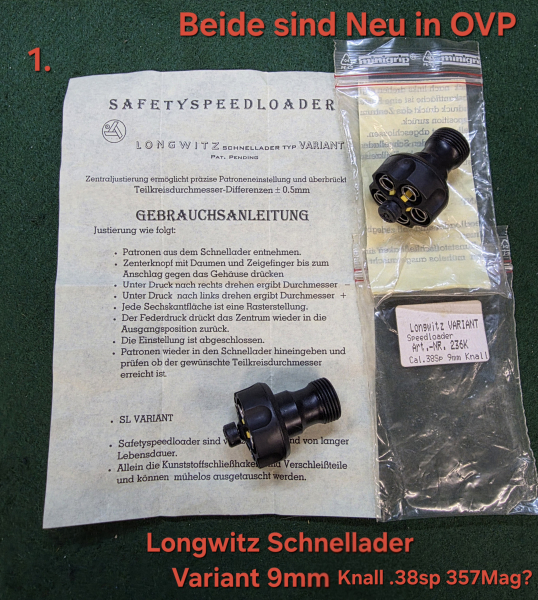 Beide sind Neu in OVP
1.
minigrip
SAFETYSPEEDLOADER
LONGWITZ SCHNELLADER TYP VARIANT
PAT. PENDING
Zentraljustierung ermöglicht präzise Patroneneinstellung und überbrückt
Teilkreisdurchmesser-Differenzen ± 0.5mm
GEBRAUCHSANLEITUNG
Justierung wie folgt:
• Patronen aus dem Schnellader entnehmen.
• Zenterknopf mit Daumen und Zeigefinger bis zum
Anschlag gegen das Gehäuse drücken
• Unter Druck nach rechts drehen ergibt Durchmesser –
• Unter Druck nach links drehen ergibt Durchmesser +
• Jede Sechskantfläche ist eine Rasterstellung.
• Der Federdruck drückt das Zentrum wieder in die
Ausgangsposition zurück.
• Die Einstellung ist abgeschlossen.
• Patronen wieder in den Schnellader hineingeben und
prüfen ob der gewünschte Teilkreisdurchmesser
erreicht ist.
Longwitz VARIANT
Speedloader
Art.-NR. 236K
Cal.38Sp 9mm Knall
• SL VARIANT
• Safetyspeedloader sind und von langer
Lebensdauer.
• Allein die Kunststoffschließhaken Verschleißteile
und können mühelos ausgetauscht werden.
Longwitz Schnellader
Variant 9mm Knall .38sp 357Mag?